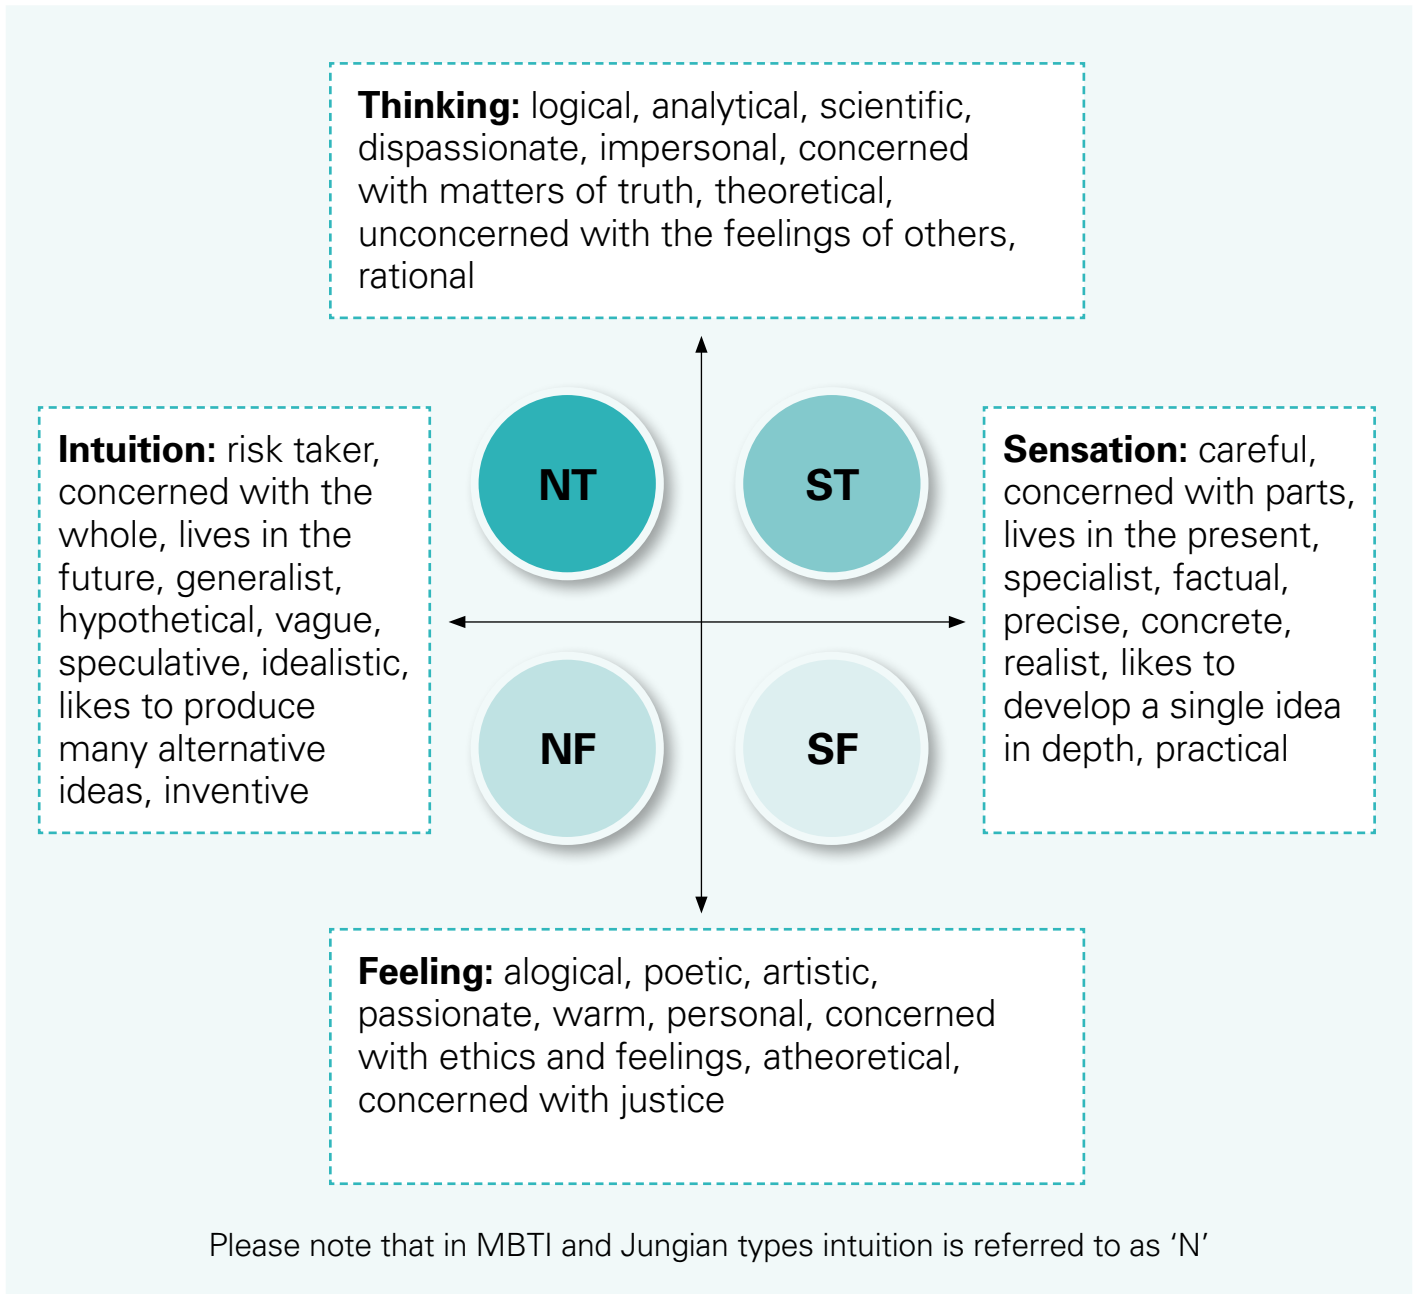 Thinking: logical, analytical, scientific,
dispassionate, impersonal, concerned
with matters of truth, theoretical,
unconcerned with the feelings of others,
rational
NT
ST
Intuition: risk taker,
concerned with the
whole, lives in the
future, generalist,
hypothetical, vague,
speculative, idealistic,
likes to produce
many alternative
ideas, inventive
Sensation: careful,
concerned with parts,
lives in the present,
specialist, factual,
precise, concrete,
realist, likes to
develop a single idea
in depth, practical
NF
SF
Feeling: alogical, poetic, artistic,
passionate, warm, personal, concerned
with ethics and feelings, atheoretical,
concerned with justice
Please note that in MBTI and Jungian types intuition is referred to as ‘N’